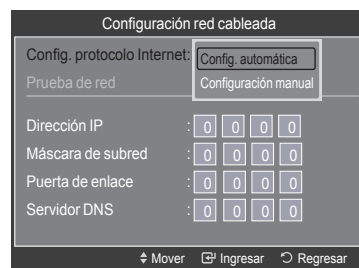 Configuración red cableada
Config. protocolo Internet: Config. automática
Prueba de red Configuración manual
Dirección IP : 0 0 0 0
Máscara de subred : 0 0 0 0
Puerta de enlace : 0 0 0 0
Servidor DNS : 0 0 0 0
Mover Ingresar Regresar